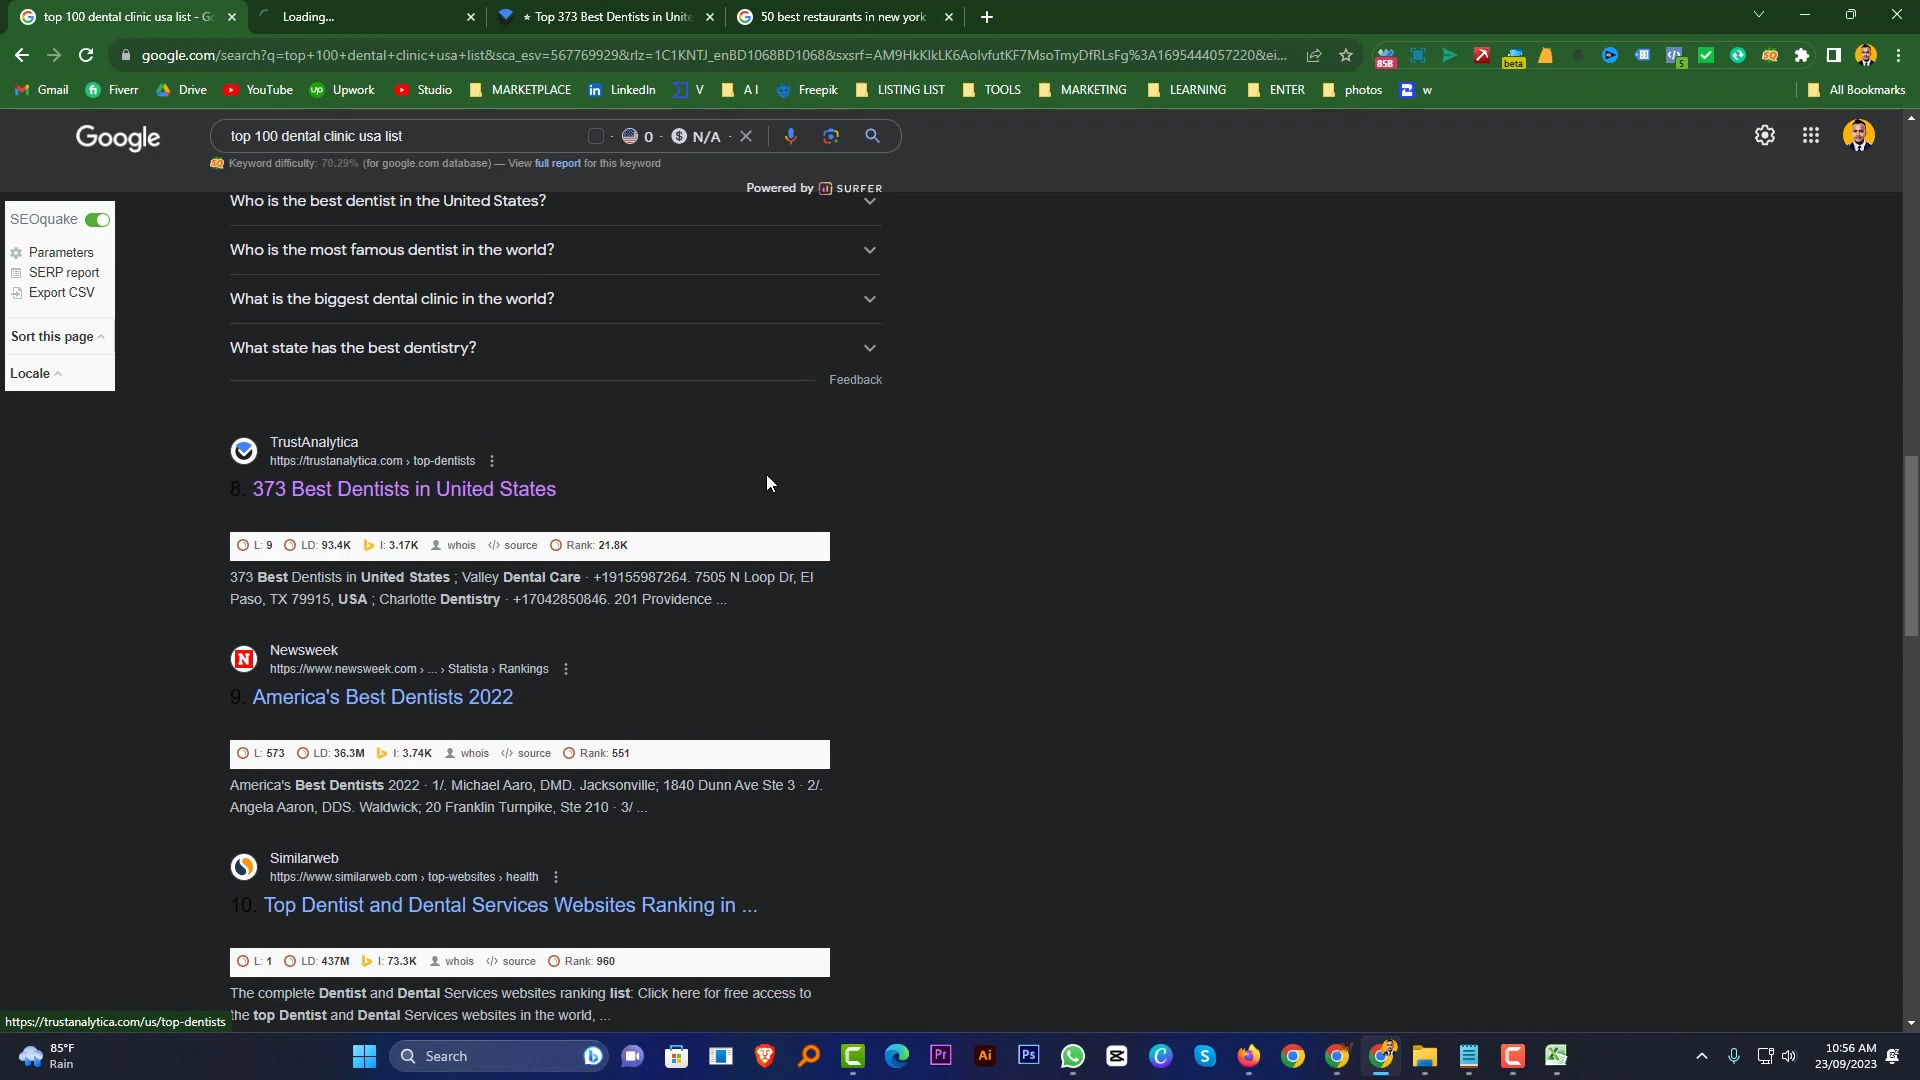 top 100 dental clinic usa list - Go
Loading...
★ Top 373 Best Dentists in Unite
50 best restaurants in new york
google.com/search?q=top+100+dental+clinic+usa+list&sca_esv=567769929&rlz=1C1KNTJ_enBD1068BD1068&sxsrf=AM9HkKlkLK6AolvfutKF7MsoTmyDfRLsFg%3A1695444057220&ei...
85B
beta
5
Gmail
Fiverr
Drive
YouTube
Upwork
Studio
MARKETPLACE
LinkedIn
V
A I
Freepik
LISTING LIST
TOOLS
MARKETING
LEARNING
ENTER
photos
w
All Bookmarks
Google
top 100 dental clinic usa list
0 · N/A ·
Keyword difficulty: 70.29% (for google.com database) — View full report for this keyword
Powered by SURFER
SEOquake
Parameters
SERP report
Export CSV
Sort this page
Locale
Who is the best dentist in the United States?
Who is the most famous dentist in the world?
What is the biggest dental clinic in the world?
What state has the best dentistry?
Feedback
TrustAnalytica
https://trustanalytica.com › top-dentists
8. 373 Best Dentists in United States
L: 9 LD: 93.4K I: 3.17K whois source Rank: 21.8K
373 Best Dentists in United States ; Valley Dental Care · +19155987264. 7505 N Loop Dr, El
Paso, TX 79915, USA ; Charlotte Dentistry · +17042850846. 201 Providence ...
Newsweek
https://www.newsweek.com › ... › Statista › Rankings
9. America's Best Dentists 2022
L: 573 LD: 36.3M I: 3.74K whois source Rank: 551
America's Best Dentists 2022 · 1/. Michael Aaro, DMD. Jacksonville; 1840 Dunn Ave Ste 3 · 2/.
Angela Aaron, DDS. Waldwick; 20 Franklin Turnpike, Ste 210 · 3/ ...
Similarweb
https://www.similarweb.com › top-websites › health
10. Top Dentist and Dental Services Websites Ranking in ...
L: 1 LD: 437M I: 73.3K whois source Rank: 960
The complete Dentist and Dental Services websites ranking list: Click here for free access to
the top Dentist and Dental Services websites in the world, ...
https://trustanalytica.com/us/top-dentists
85°F
Rain
Search
Pr
Ai
Ps
10:56 AM
23/09/2023